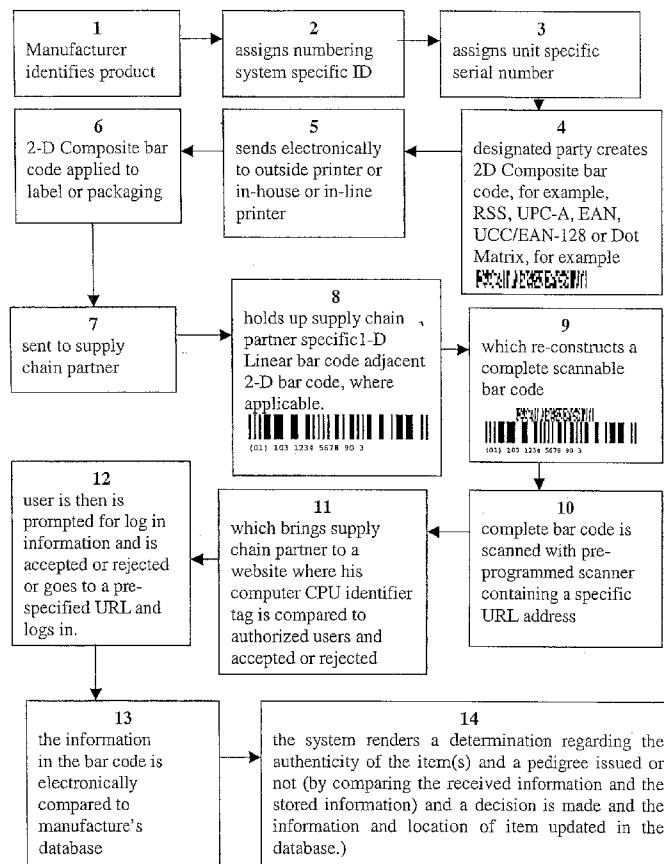 1
Manufacturer
identifies product
2
assigns numbering
system specific ID
3
assigns unit specific
serial number
4
designated party creates
2D Composite bar
code, for example,
RSS, UPC-A, EAN,
UCC/EAN-128 or Dot
Matrix, for example
5
sends electronically
to outside printer or
in-house or in-line
printer
6
2-D Composite bar
code applied to
label or packaging
7
sent to supply
chain partner
8
holds up supply chain
partner specific1-D
Linear bar code adjacent
2-D bar code, where
applicable.
(01) 103 1234 5678 90 3
9
which re-constructs a
complete scannable
bar code
(01) 103 1234 5678 90 3
10
complete bar code is
scanned with pre-
programmed scanner
containing a specific
URL address
11
which brings supply
chain partner to a
website where his
computer CPU identifier
tag is compared to
authorized users and
accepted or rejected
12
user is then is
prompted for log in
information and is
accepted or rejected
or goes to a pre-
specified URL and
logs in.
13
the information
in the bar code is
electronically
compared to
manufacture's
database
14
the system renders a determination regarding the
authenticity of the item(s) and a pedigree issued or
not (by comparing the received information and the
stored information) and a decision is made and the
information and location of item updated in the
database.)